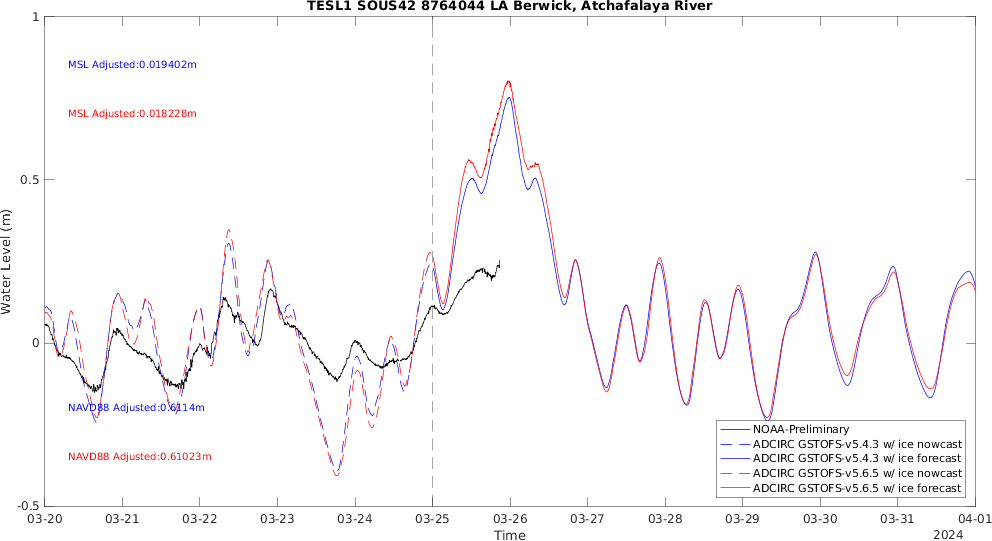 TESL1 SOUS42 8764044 LA Berwick, Atchafalaya River
1
MSL Adjusted:0.019402m
MSL Adjusted:0.018228m
0.5
Water Level (m)
0
NAVD88 Adjusted:0.6114m
NAVD88 Adjusted:0.61023m
NOAA-Preliminary
ADCIRC GSTOFS-v5.4.3 w/ ice nowcast
ADCIRC GSTOFS-v5.4.3 w/ ice forecast
ADCIRC GSTOFS-v5.6.5 w/ ice nowcast
ADCIRC GSTOFS-v5.6.5 w/ ice forecast
-0.5
03-20 03-21 03-22 03-23 03-24 03-25 03-26 03-27 03-28 03-29 03-30 03-31 04-01
Time
2024